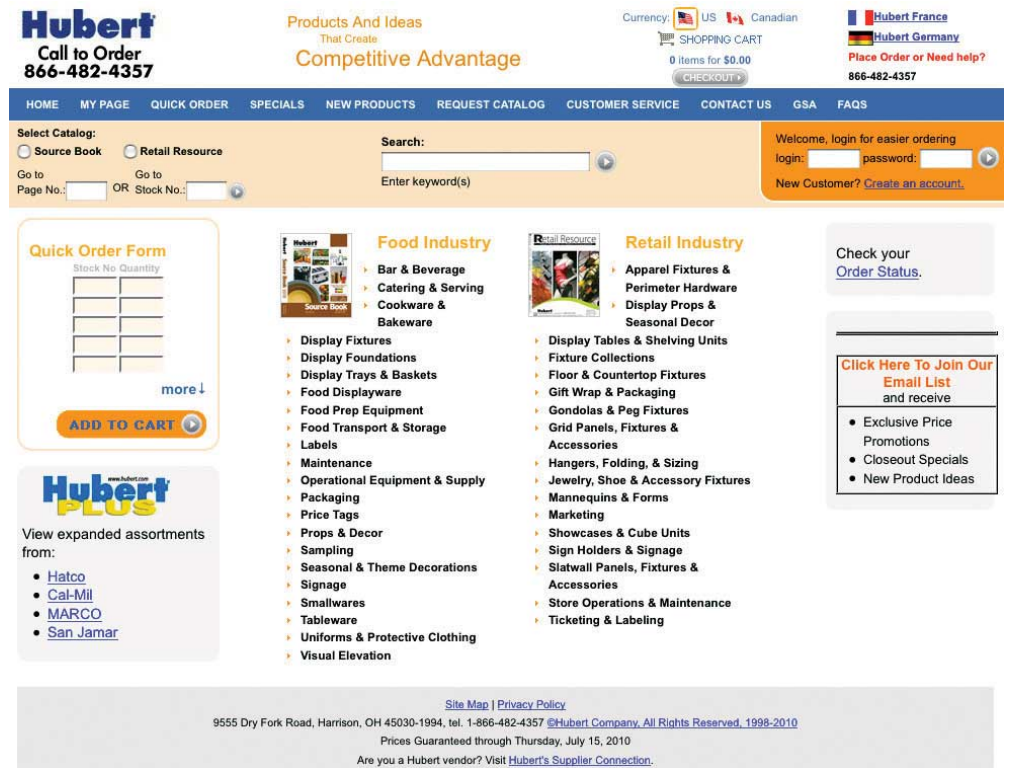 Hubert
Call to Order
866-482-4357
Products And Ideas
That Create
Competitive Advantage
Currency: US Canadian
SHOPPING CART
0 items for $0.00
CHECKOUT
Hubert France
Hubert Germany
Place Order or Need help?
866-482-4357
HOME MY PAGE QUICK ORDER SPECIALS NEW PRODUCTS REQUEST CATALOG CUSTOMER SERVICE CONTACT US GSA FAQS
Select Catalog:
Source Book Retail Resource
Go to Go to
Page No.: OR Stock No.:
Search:
Enter keyword(s)
Welcome, login for easier ordering
login: password:
New Customer? Create an account.
Quick Order Form
Stock No Quantity
more↓
ADD TO CART
www.hubert.com
Hubert
PLUS
View expanded assortments
from:
• Hatco
• Cal-Mil
• MARCO
• San Jamar
Hubert
Source Book
Food Industry
Bar & Beverage
Catering & Serving
Cookware &
Bakeware
Display Fixtures
Display Foundations
Display Trays & Baskets
Food Displayware
Food Prep Equipment
Food Transport & Storage
Labels
Maintenance
Operational Equipment & Supply
Packaging
Price Tags
Props & Decor
Sampling
Seasonal & Theme Decorations
Signage
Smallwares
Tableware
Uniforms & Protective Clothing
Visual Elevation
Retail Resource
Retail Industry
Apparel Fixtures &
Perimeter Hardware
Display Props &
Seasonal Decor
Display Tables & Shelving Units
Fixture Collections
Floor & Countertop Fixtures
Gift Wrap & Packaging
Gondolas & Peg Fixtures
Grid Panels, Fixtures &
Accessories
Hangers, Folding, & Sizing
Jewelry, Shoe & Accessory Fixtures
Mannequins & Forms
Marketing
Showcases & Cube Units
Sign Holders & Signage
Slatwall Panels, Fixtures &
Accessories
Store Operations & Maintenance
Ticketing & Labeling
Check your
Order Status.
Click Here To Join Our
Email List
and receive
• Exclusive Price
Promotions
• Closeout Specials
• New Product Ideas
Site Map | Privacy Policy
9555 Dry Fork Road, Harrison, OH 45030-1994, tel. 1-866-482-4357 ©Hubert Company, All Rights Reserved, 1998-2010
Prices Guaranteed through Thursday, July 15, 2010
Are you a Hubert vendor? Visit Hubert's Supplier Connection.